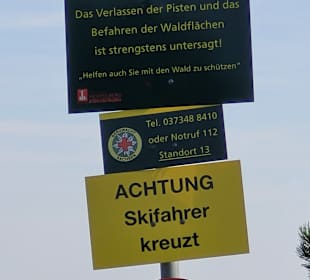 Das Verlassen der Pisten und das
Befahren der Waldflächen
ist strengstens untersagt!
„Helfen auch Sie mit den Wald zu schützen"
Tel. 037348 8410
oder Notruf 112
Standort 13
ACHTUNG
Skifahrer
kreuzt